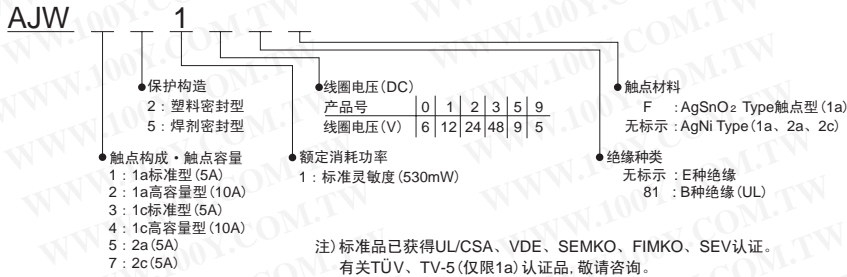 AJW 1
保护构造
2：塑料密封型
5：焊剂密封型
线圈电压(DC)
产品号 0 1 2 3 5 9
线圈电压(V) 6 12 24 48 9 5
触点材料
F ：AgSnO₂ Type触点型(1a)
无标示：AgNi Type(1a、2a、2c)
触点构成・触点容量
1：1a标准型(5A)
2：1a高容量型(10A)
3：1c标准型(5A)
4：1c高容量型(10A)
5：2a(5A)
7：2c(5A)
额定消耗功率
1：标准灵敏度(530mW)
绝缘种类
无标示：E种绝缘
81 ：B种绝缘(UL)
注)标准品已获得UL/CSA、VDE、SEMKO、FIMKO、SEV认证。
有关TÜV、TV-5(仅限1a)认证品,敬请咨询。
WWW.100Y.COM.TW